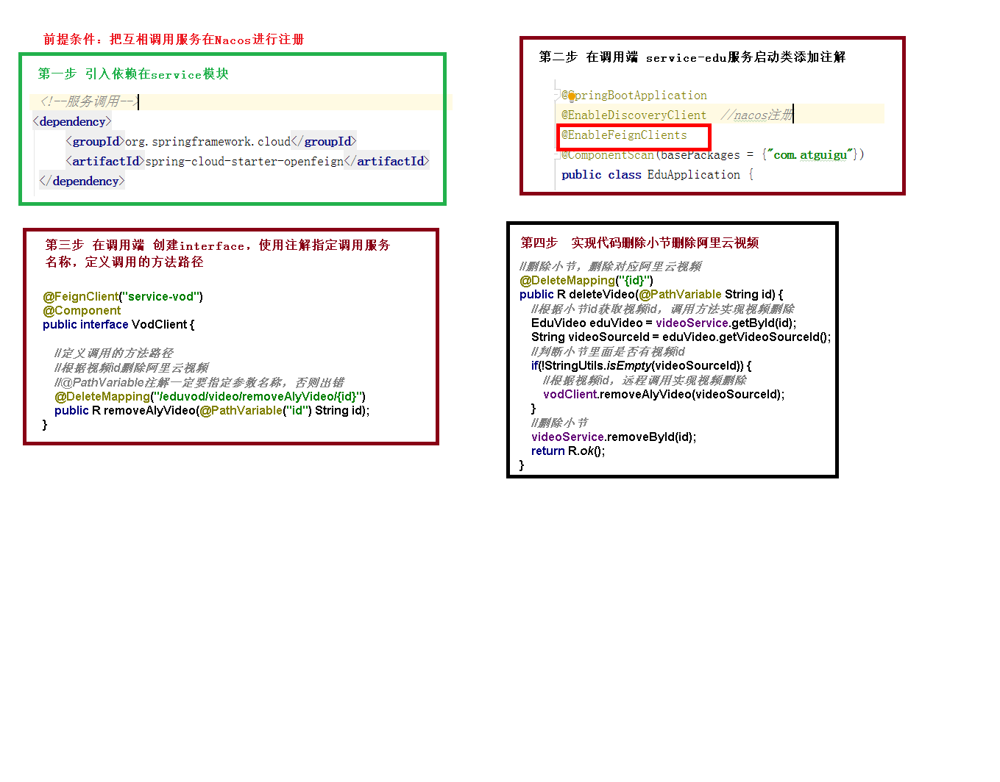 前提条件：把互相调用服务在Nacos进行注册
第一步 引入依赖在service模块
<!--服务调用-->
<dependency>
<groupId>org.springframework.cloud</groupId>
<artifactId>spring-cloud-starter-openfeign</artifactId>
</dependency>
第二步 在调用端 service-edu服务启动类添加注解
@SpringBootApplication
@EnableDiscoveryClient //nacos注册
@EnableFeignClients
@ComponentScan(basePackages = {"com.atguigu"})
public class EduApplication {
第三步 在调用端 创建interface，使用注解指定调用服务
名称，定义调用的方法路径
@FeignClient("service-vod")
@Component
public interface VodClient {
//定义调用的方法路径
//根据视频id删除阿里云视频
//@PathVariable注解一定要指定参数名称，否则出错
@DeleteMapping("/eduvod/video/removeAlyVideo/{id}")
public R removeAlyVideo(@PathVariable("id") String id);
}
第四步 实现代码删除小节删除阿里云视频
//删除小节，删除对应阿里云视频
@DeleteMapping("{id}")
public R deleteVideo(@PathVariable String id) {
//根据小节id获取视频id，调用方法实现视频删除
EduVideo eduVideo = videoService.getById(id);
String videoSourceId = eduVideo.getVideoSourceId();
//判断小节里面是否有视频id
if(!StringUtils.isEmpty(videoSourceId)) {
//根据视频id，远程调用实现视频删除
vodClient.removeAlyVideo(videoSourceId);
}
//删除小节
videoService.removeById(id);
return R.ok();
}